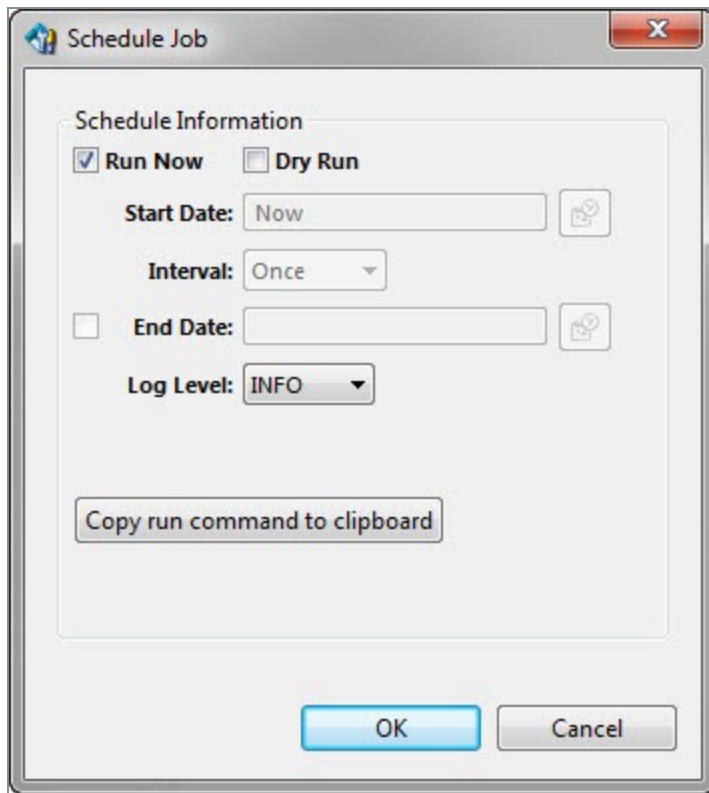 Schedule Job
Schedule Information
Run Now Dry Run
Start Date: Now
Interval: Once
End Date:
Log Level: INFO
Copy run command to clipboard
OK Cancel